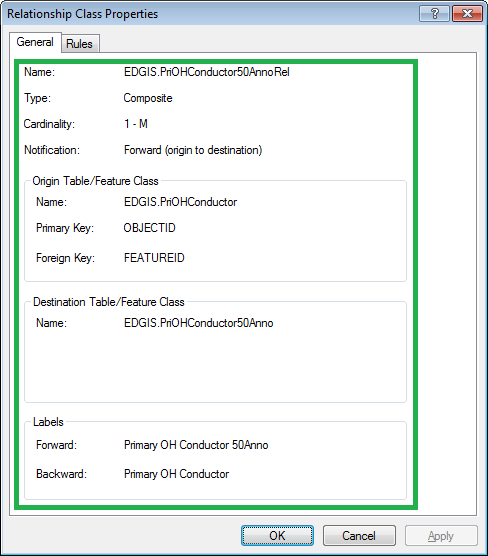 Relationship Class Properties
General Rules
Name: EDGIS.PriOHConductor50AnnoRel
Type: Composite
Cardinality: 1 - M
Notification: Forward (origin to destination)
Origin Table/Feature Class
Name: EDGIS.PriOHConductor
Primary Key: OBJECTID
Foreign Key: FEATUREID
Destination Table/Feature Class
Name: EDGIS.PriOHConductor50Anno
Labels
Forward: Primary OH Conductor 50Anno
Backward: Primary OH Conductor
OK Cancel Apply